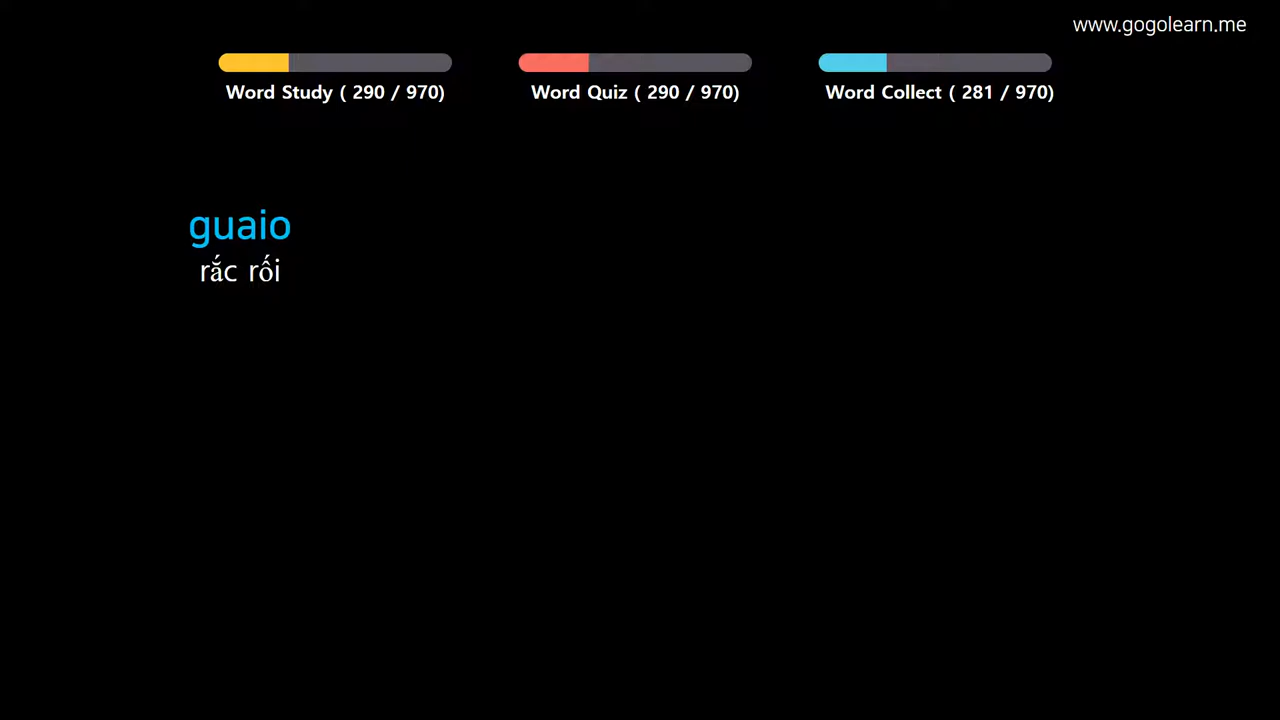 www.gogolearn.me
Word Study ( 290 / 970)
Word Quiz ( 290 / 970)
Word Collect ( 281 / 970)
guaio
rắc rối